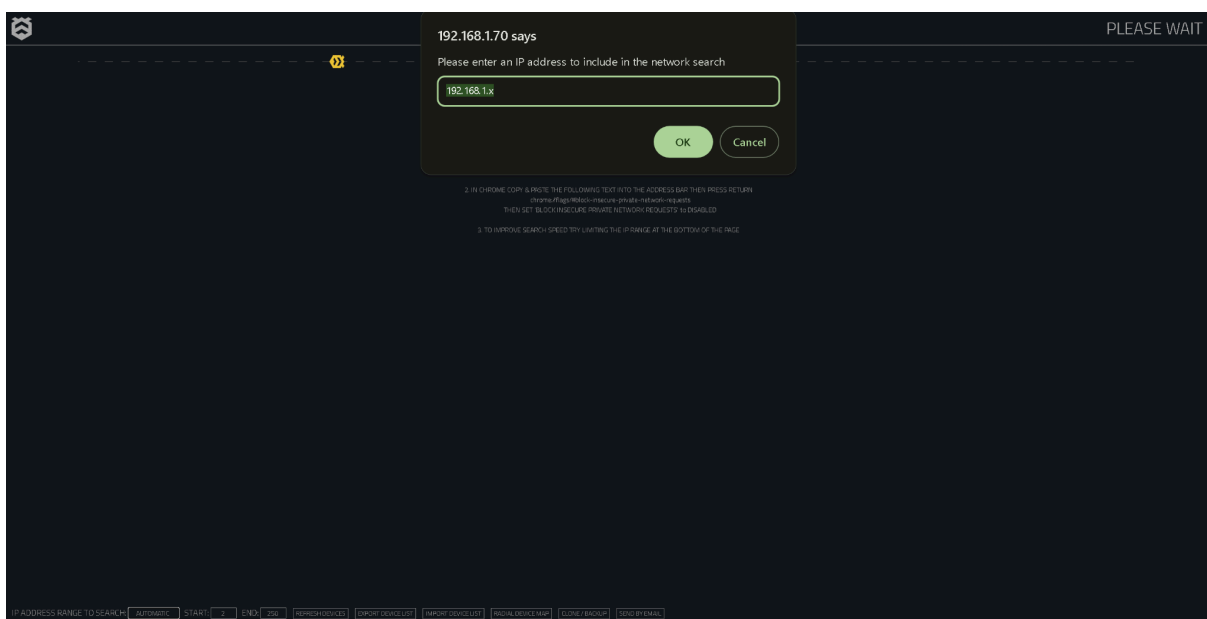 PLEASE WAIT
192.168.1.70 says
Please enter an IP address to include in the network search
192.168.1.x
OK
Cancel
2. IN CHROME COPY & PASTE THE FOLLOWING TEXT INTO THE ADDRESS BAR THEN PRESS RETURN
chrome://flags/#block-insecure-private-network-requests
THEN SET 'BLOCK INSECURE PRIVATE NETWORK REQUESTS' to DISABLED
3. TO IMPROVE SEARCH SPEED TRY LIMITING THE IP RANGE AT THE BOTTOM OF THE PAGE
IP ADDRESS RANGE TO SEARCH: AUTOMATIC START: 2 END: 256 REFRESH DEVICES EXPORT DEVICE LIST IMPORT DEVICE LIST RADIAL DEVICE MAP CLONE / BACKUP SEND BY EMAIL